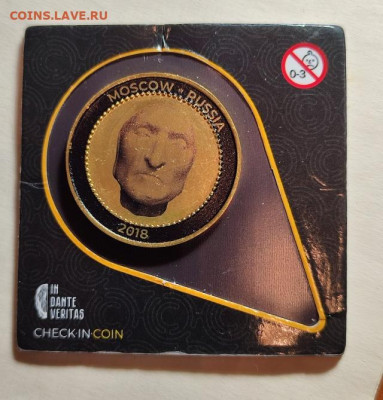 COINS.LAVE.RU
0-3
MOSCOW • RUSSIA
2018
IN
DANTE
VERITAS
CHECK-IN COIN